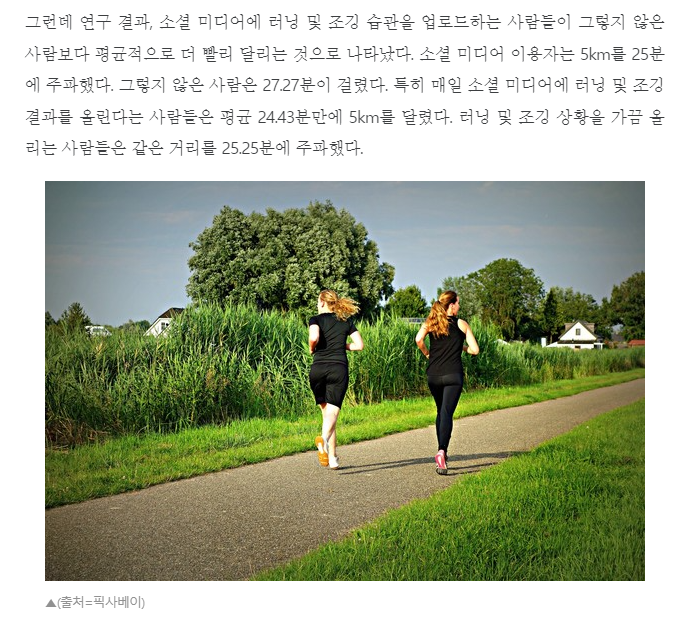 그런데 연구 결과, 소셜 미디어에 러닝 및 조깅 습관을 업로드하는 사람들이 그렇지 않은
사람보다 평균적으로 더 빨리 달리는 것으로 나타났다. 소셜 미디어 이용자는 5km를 25분
에 주파했다. 그렇지 않은 사람은 27.27분이 걸렸다. 특히 매일 소셜 미디어에 러닝 및 조깅
결과를 올린다는 사람들은 평균 24.43분만에 5km를 달렸다. 러닝 및 조깅 상황을 가끔 올
리는 사람들은 같은 거리를 25.25분에 주파했다.
▲(출처=픽사베이)